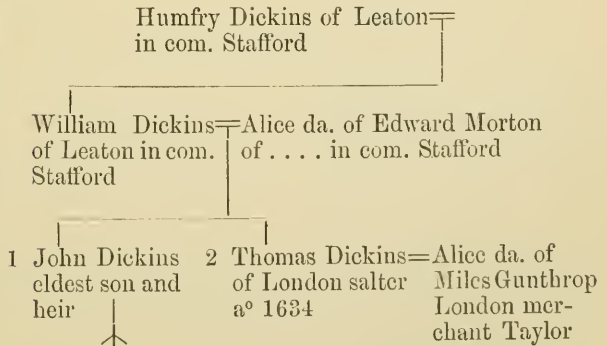 Humfry Dickins of Leaton
in com. Stafford
William Dickins=Alice da. of Edward Morton
of Leaton in com. of .... in com. Stafford
Stafford
1 John Dickins 2 Thomas Dickins=Alice da. of
eldest son and of London salter Miles Gunthrop
heir aº 1634 London mer-
chant Taylor